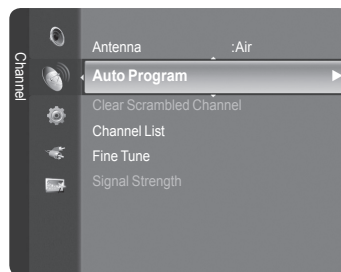 Channel
Antenna :Air
Auto Program
Clear Scrambled Channel
Channel List
Fine Tune
Signal Strength